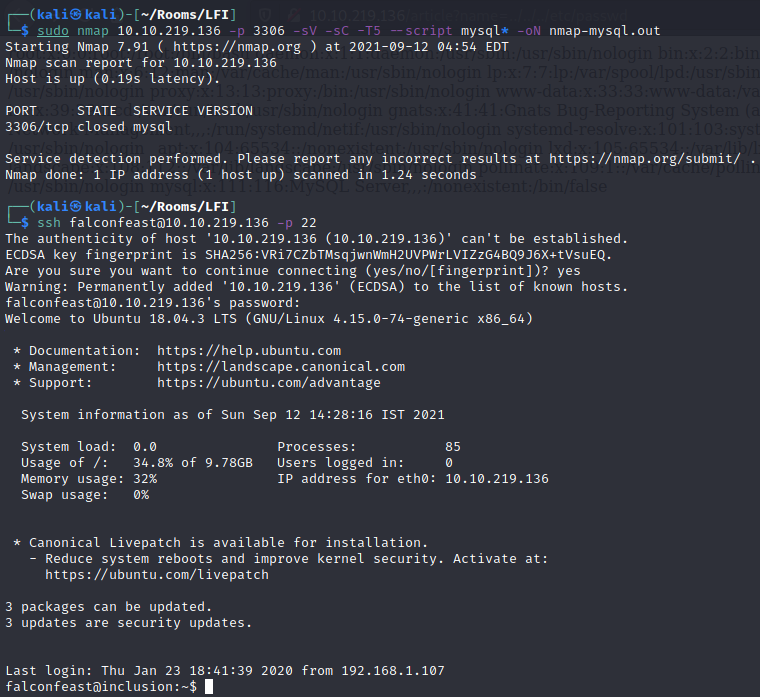 ┌──(kali㉿kali)-[~/Rooms/LFI]
└─$ sudo nmap 10.10.219.136 -p 3306 -sV -sC -T5 --script mysql* -oN nmap-mysql.out
Starting Nmap 7.91 ( https://nmap.org ) at 2021-09-12 04:54 EDT
Nmap scan report for 10.10.219.136
Host is up (0.19s latency).
PORT     STATE  SERVICE VERSION
3306/tcp closed mysql
Service detection performed. Please report any incorrect results at https://nmap.org/submit/ .
Nmap done: 1 IP address (1 host up) scanned in 1.24 seconds
/usr/sbin/nologin mysql:x:111:116:MySQL Server,,,:/nonexistent:/bin/false
┌──(kali㉿kali)-[~/Rooms/LFI]
└─$ ssh falconfeast@10.10.219.136 -p 22
The authenticity of host '10.10.219.136 (10.10.219.136)' can't be established.
ECDSA key fingerprint is SHA256:VRi7CZbTMsqjwnWmH2UVPWrLVIZzG4BQ9J6X+tVsuEQ.
Are you sure you want to continue connecting (yes/no/[fingerprint])? yes
Warning: Permanently added '10.10.219.136' (ECDSA) to the list of known hosts.
falconfeast@10.10.219.136's password:
Welcome to Ubuntu 18.04.3 LTS (GNU/Linux 4.15.0-74-generic x86_64)
* Documentation:  https://help.ubuntu.com
* Management:     https://landscape.canonical.com
* Support:        https://ubuntu.com/advantage
System information as of Sun Sep 12 14:28:16 IST 2021
System load:  0.0               Processes:           85
Usage of /:   34.8% of 9.78GB   Users logged in:     0
Memory usage: 32%               IP address for eth0: 10.10.219.136
Swap usage:   0%
* Canonical Livepatch is available for installation.
- Reduce system reboots and improve kernel security. Activate at:
https://ubuntu.com/livepatch
3 packages can be updated.
3 updates are security updates.
Last login: Thu Jan 23 18:41:39 2020 from 192.168.1.107
falconfeast@inclusion:~$